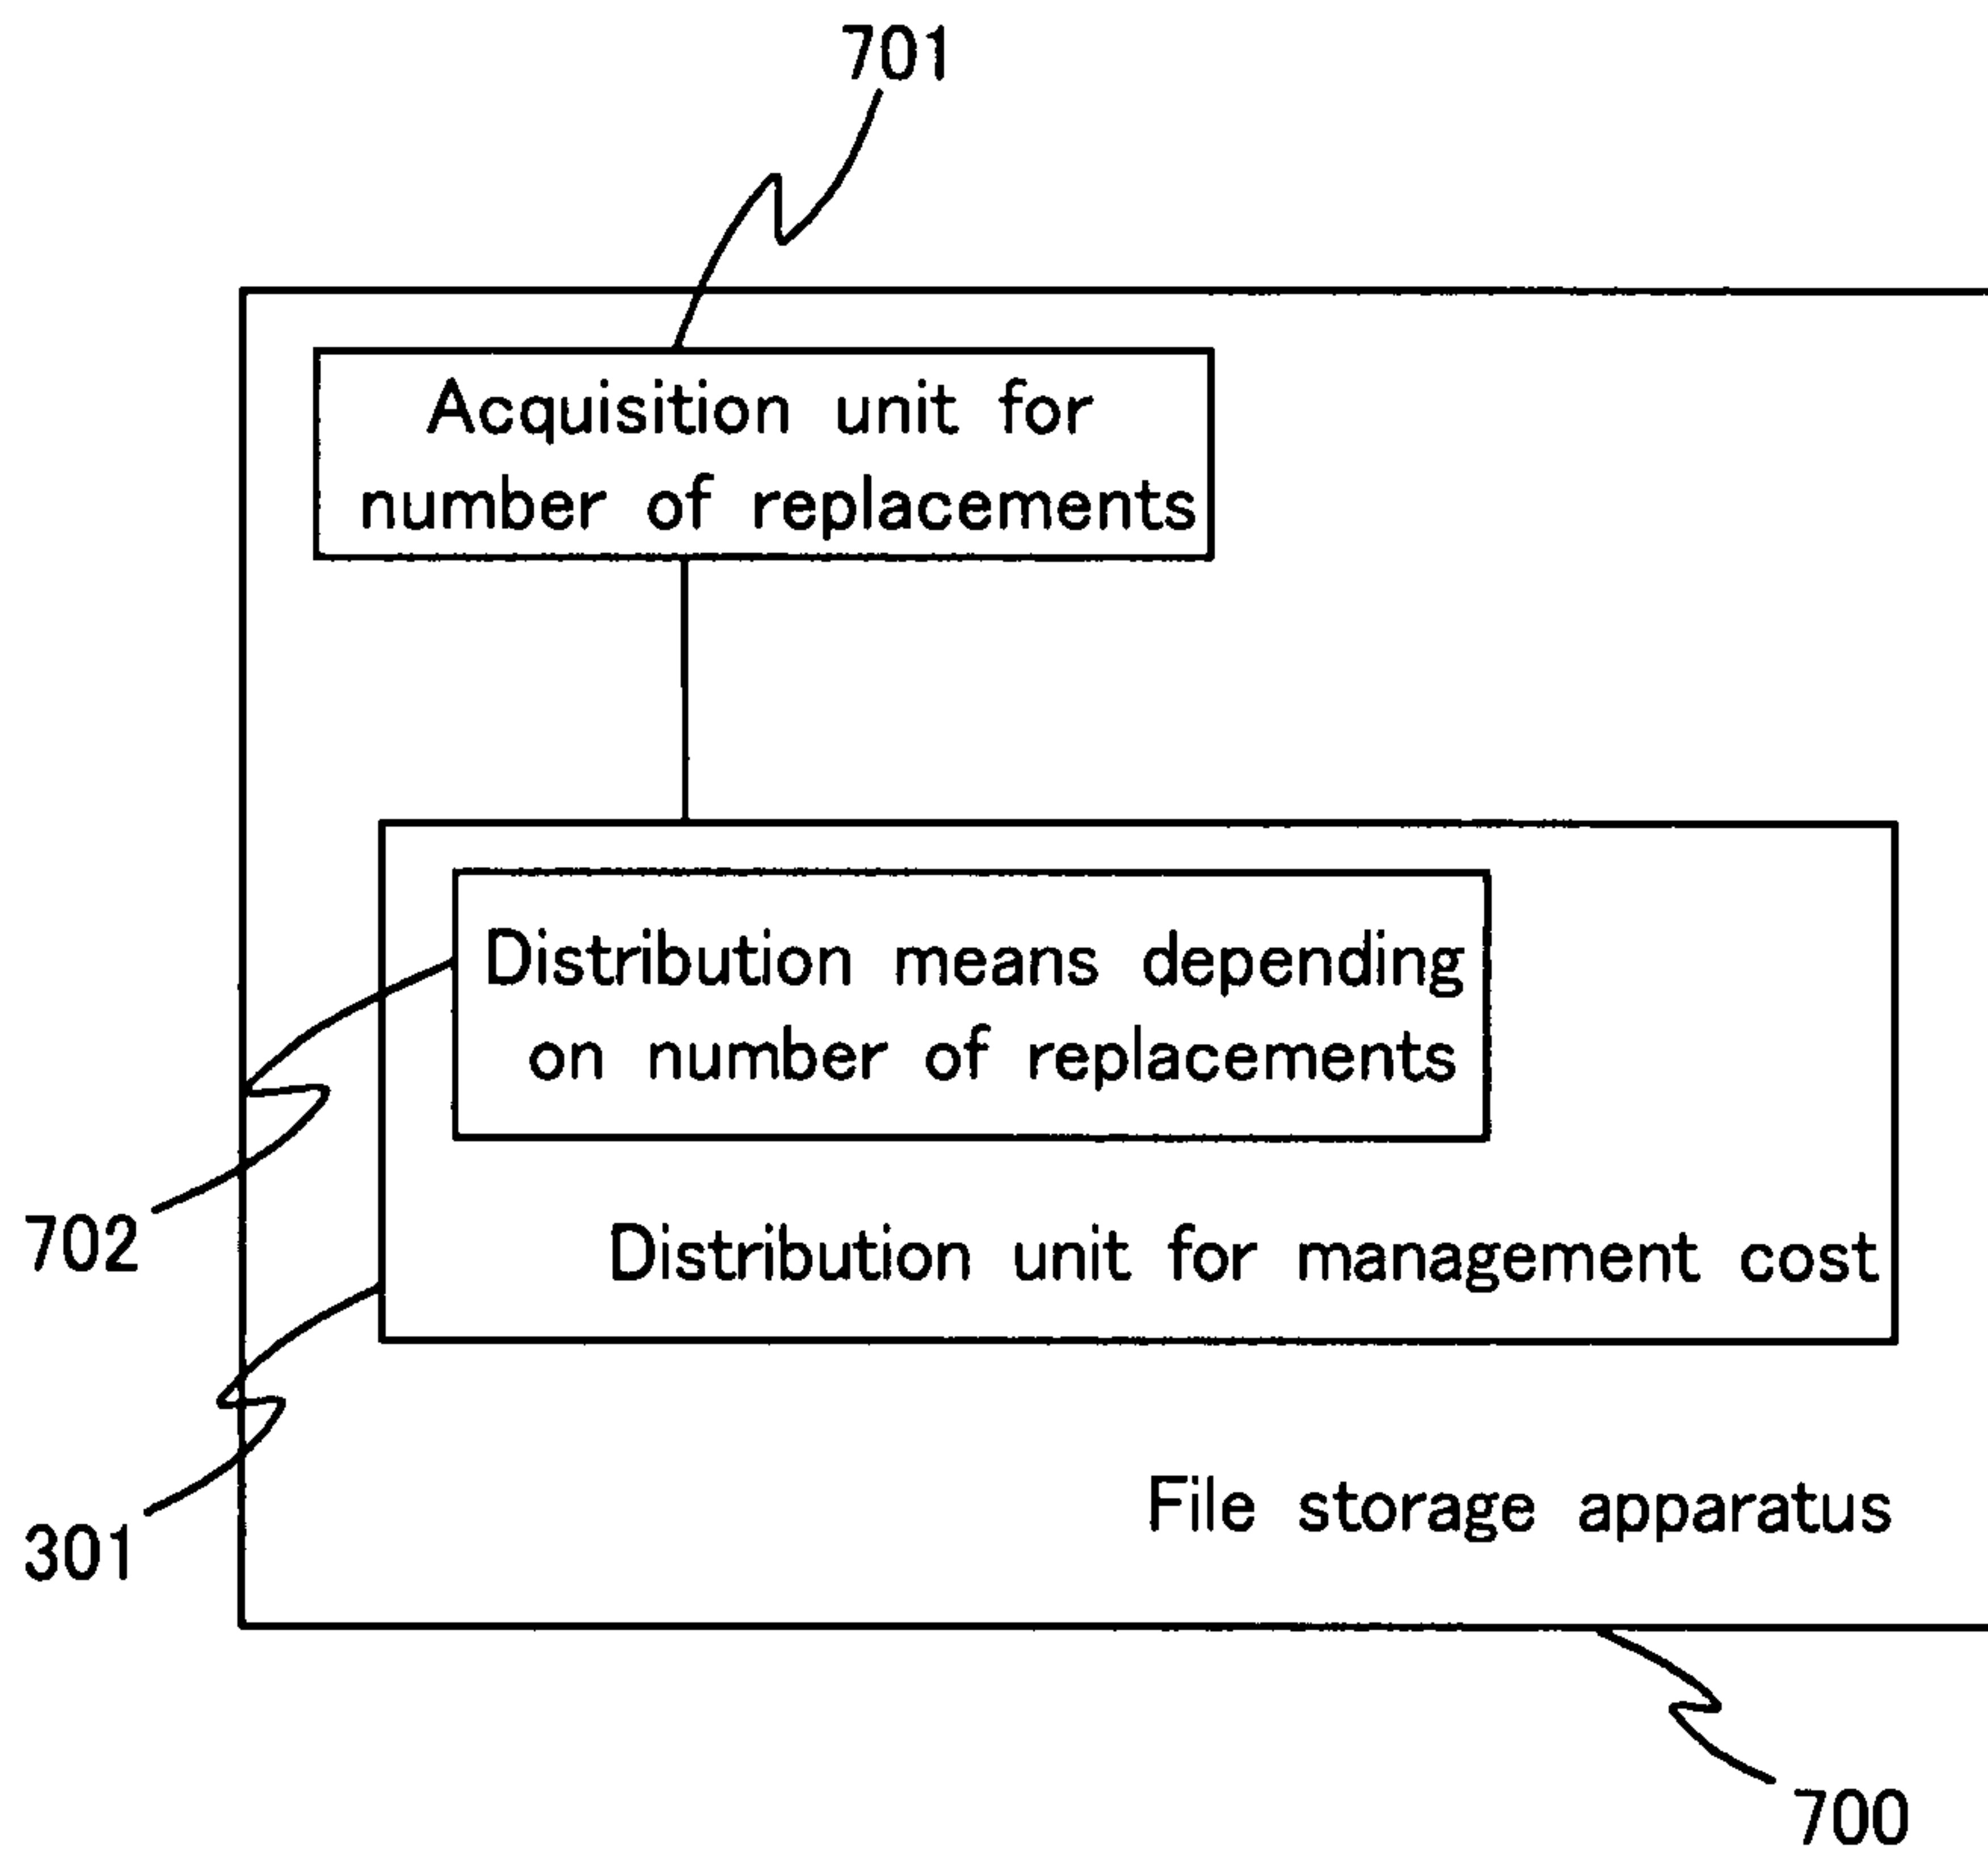 701
Acquisition unit for
number of replacements
Distribution means depending
on number of replacements
702
Distribution unit for management cost
301
File storage apparatus
700